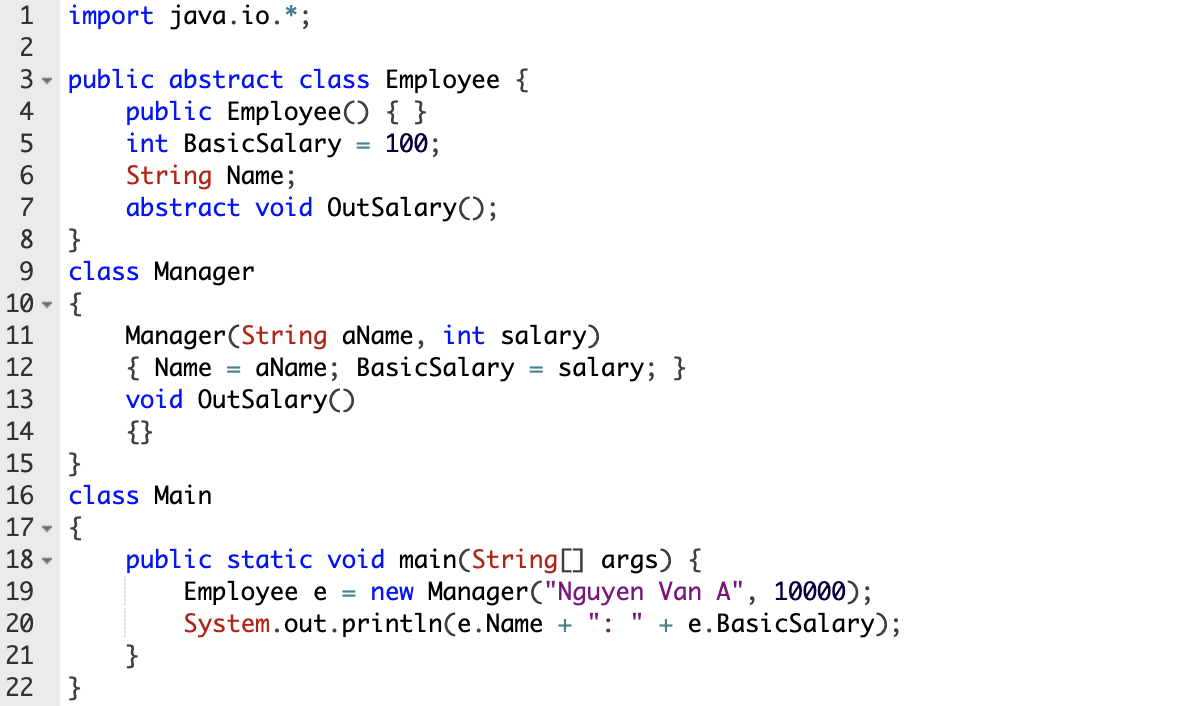 1 import java.io.*;
2
3 public abstract class Employee {
4     public Employee() { }
5     int BasicSalary = 100;
6     String Name;
7     abstract void OutSalary();
8 }
9 class Manager
10 {
11     Manager(String aName, int salary)
12     { Name = aName; BasicSalary = salary; }
13     void OutSalary()
14     {}
15 }
16 class Main
17 {
18     public static void main(String[] args) {
19         Employee e = new Manager("Nguyen Van A", 10000);
20         System.out.println(e.Name + ": " + e.BasicSalary);
21     }
22 }